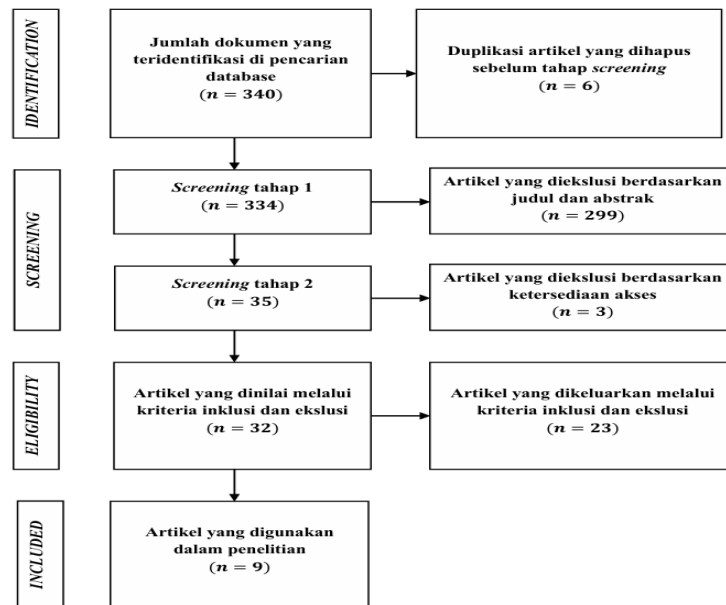 IDENTIFICATION
Jumlah dokumen yang
teridentifikasi di pencarian
database
(n = 340)
Duplikasi artikel yang dihapus
sebelum tahap screening
(n = 6)
SCREENING
Screening tahap 1
(n = 334)
Artikel yang diekslusi berdasarkan
judul dan abstrak
(n = 299)
Screening tahap 2
(n = 35)
Artikel yang diekslusi berdasarkan
ketersediaan akses
(n = 3)
ELIGIBILITY
Artikel yang dinilai melalui
kriteria inklusi dan ekslusi
(n = 32)
Artikel yang dikeluarkan melalui
kriteria inklusi dan ekslusi
(n = 23)
INCLUDED
Artikel yang digunakan
dalam penelitian
(n = 9)